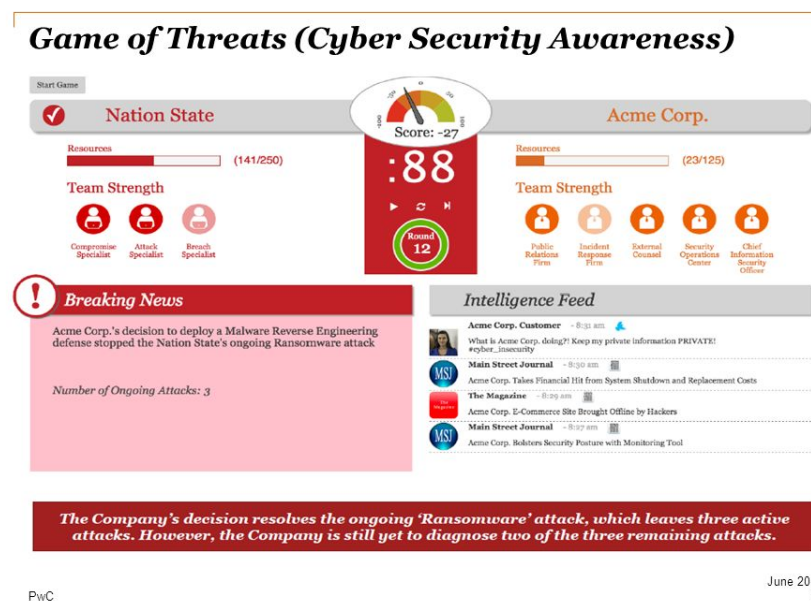 Game of Threats (Cyber Security Awareness)
Start Game
Nation State
Score: -27
Acme Corp.
Resources
(141/250)
Team Strength
Compromise
Specialist
Attack
Specialist
Breach
Specialist
:88
Round
12
Resources
(23/125)
Team Strength
Public
Relations
Firm
Incident
Response
Firm
External
Counsel
Security
Operations
Center
Chief
Information
Security
Officer
! Breaking News
Acme Corp.'s decision to deploy a Malware Reverse Engineering
defense stopped the Nation State's ongoing Ransomware attack
Number of Ongoing Attacks: 3
Intelligence Feed
Acme Corp. Customer - 8:31 am
What is Acme Corp. doing?! Keep my private information PRIVATE!
#cyber_insecurity
MSJ
Main Street Journal - 8:30 am
Acme Corp. Takes Financial Hit from System Shutdown and Replacement Costs
The
Magazine
The Magazine - 8:29 am
Acme Corp. E-Commerce Site Brought Offline by Hackers
MSJ
Main Street Journal - 8:27 am
Acme Corp. Bolsters Security Posture with Monitoring Tool
The Company's decision resolves the ongoing 'Ransomware' attack, which leaves three active
attacks. However, the Company is still yet to diagnose two of the three remaining attacks.
June 20
PwC